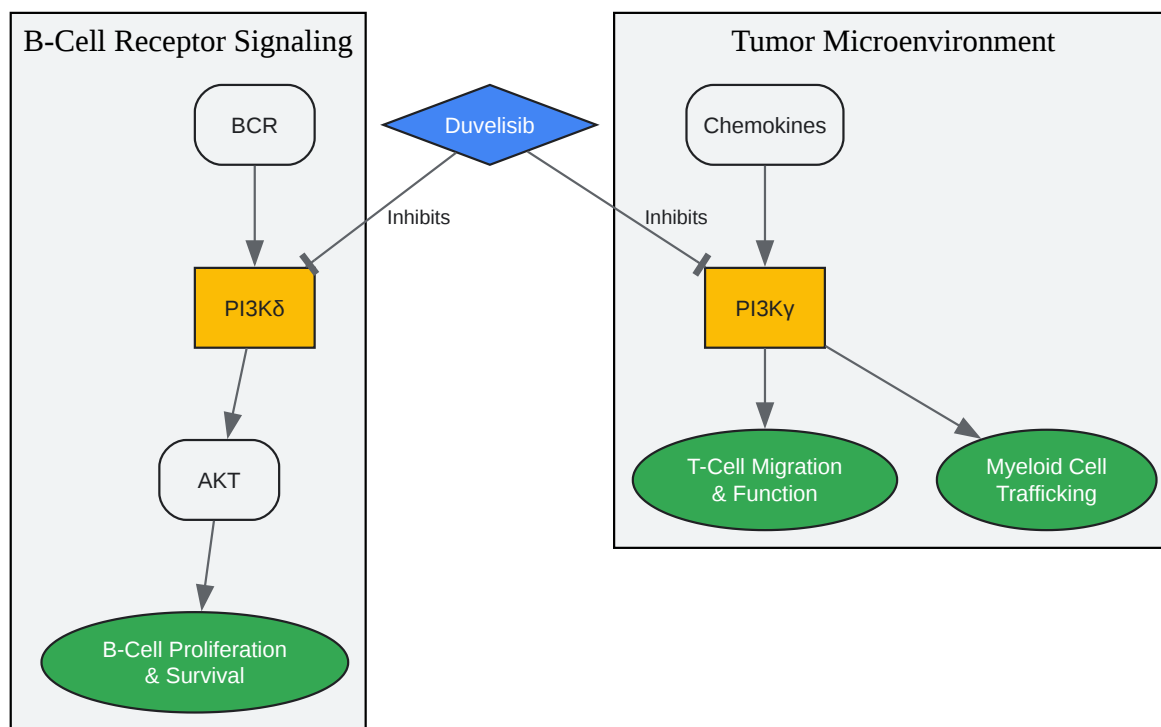 B-Cell Receptor Signaling
BCR
PI3Kδ
AKT
B-Cell Proliferation
& Survival
Duvelisib
Inhibits
Inhibits
Tumor Microenvironment
Chemokines
PI3Kγ
T-Cell Migration
& Function
Myeloid Cell
Trafficking